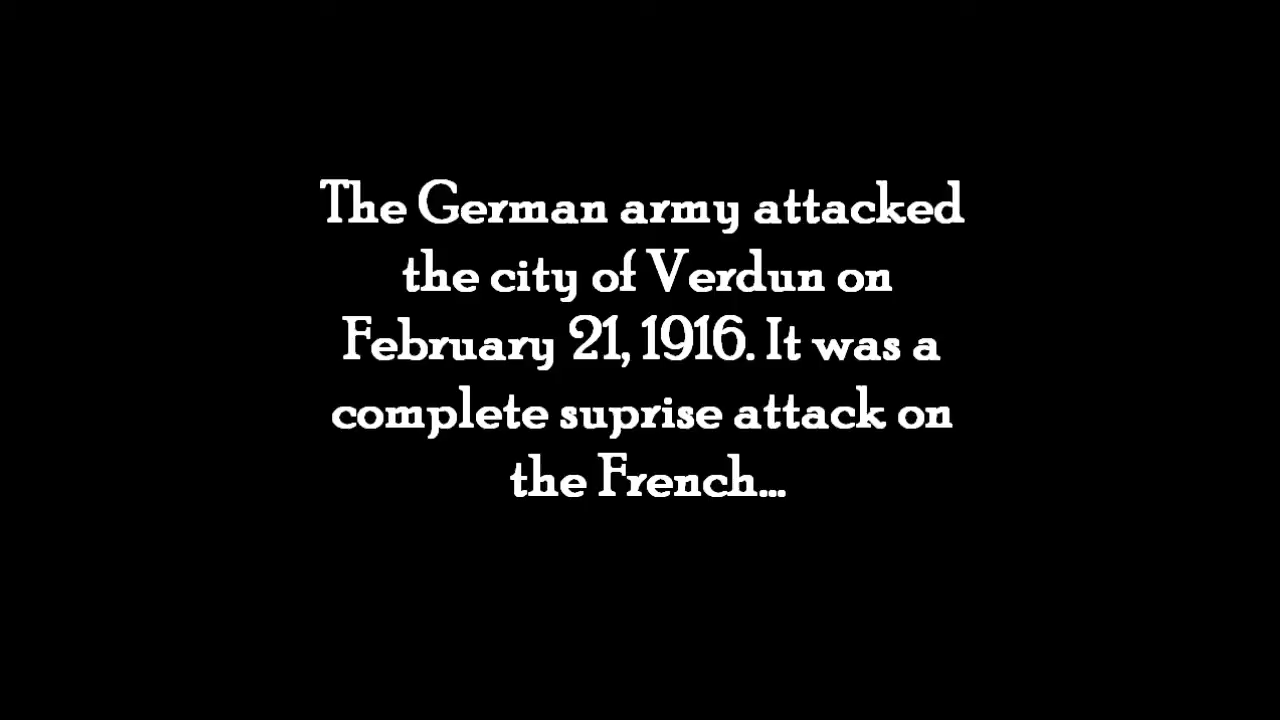 The German army attacked
the city of Verdun on
February 21, 1916. It was a
complete suprise attack on
the French...